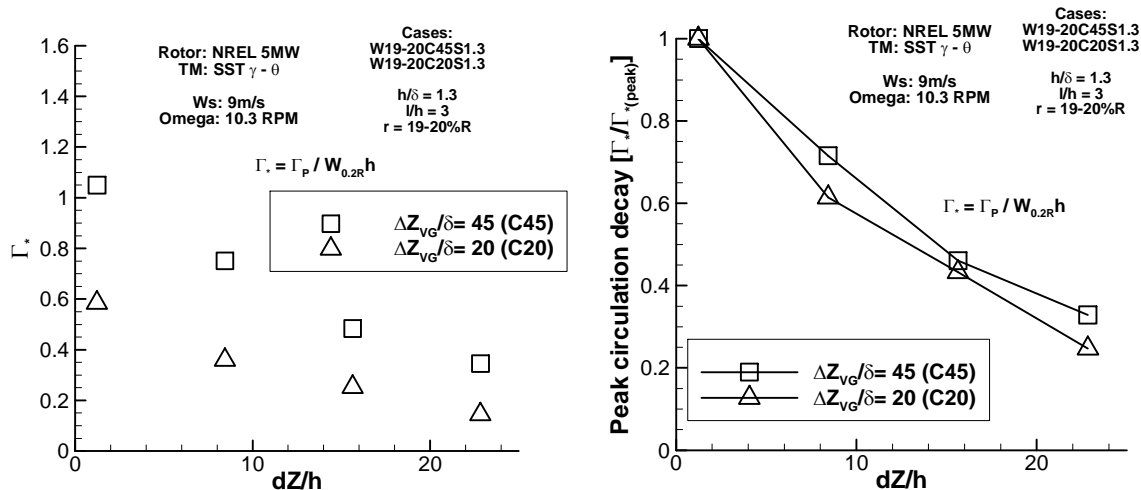 Rotor: NREL 5MW
TM: SST γ - θ
Ws: 9m/s
Omega: 10.3 RPM
Cases:
W19-20C45S1.3
W19-20C20S1.3
h/δ = 1.3
l/h = 3
r = 19-20%R
Γ* = ΓP / W0.2Rh
ΔZVG/δ= 45 (C45)
ΔZVG/δ= 20 (C20)
Γ*
1.6
1.4
1.2
1
0.8
0.6
0.4
0.2
0
0
10
20
dZ/h
Rotor: NREL 5MW
TM: SST γ - θ
Ws: 9m/s
Omega: 10.3 RPM
Cases:
W19-20C45S1.3
W19-20C20S1.3
h/δ = 1.3
l/h = 3
r = 19-20%R
Γ* = ΓP / W0.2Rh
ΔZVG/δ= 45 (C45)
ΔZVG/δ= 20 (C20)
Peak circulation decay [Γ*/Γ*(peak)]
1
0.8
0.6
0.4
0.2
0
0
10
20
dZ/h